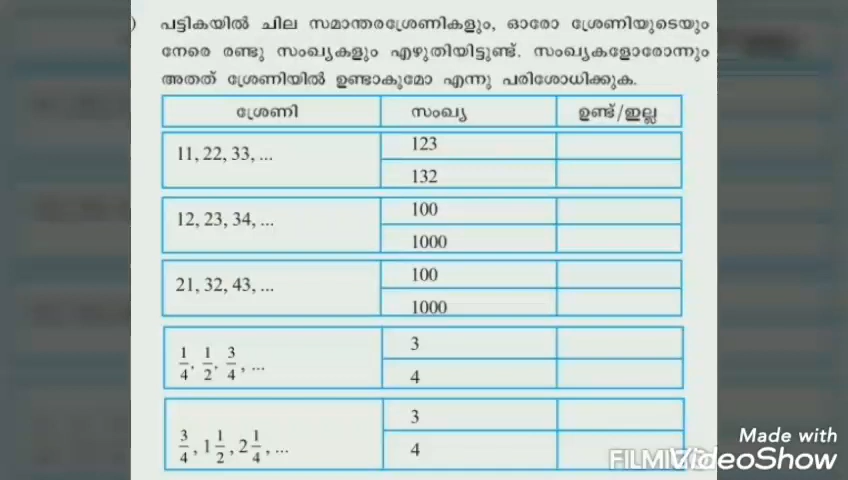 ) പട്ടികയിൽ ചില സമാന്തരശ്രേണികളും, ഓരോ ശ്രേണിയുടെയും
നേരെ രണ്ടു സംഖ്യകളും എഴുതിയിട്ടുണ്ട്. സംഖ്യകളോരോന്നും
അതത് ശ്രേണിയിൽ ഉണ്ടാകുമോ എന്നു പരിശോധിക്കുക.
ശ്രേണി സംഖ്യ ഉണ്ട്/ഇല്ല
11, 22, 33, ... 123
132
12, 23, 34, ... 100
1000
21, 32, 43, ... 100
1000
1/4, 1/2, 3/4, ... 3
4
3/4, 1 1/2, 2 1/4, ... 3
4
Made with
VideoShow